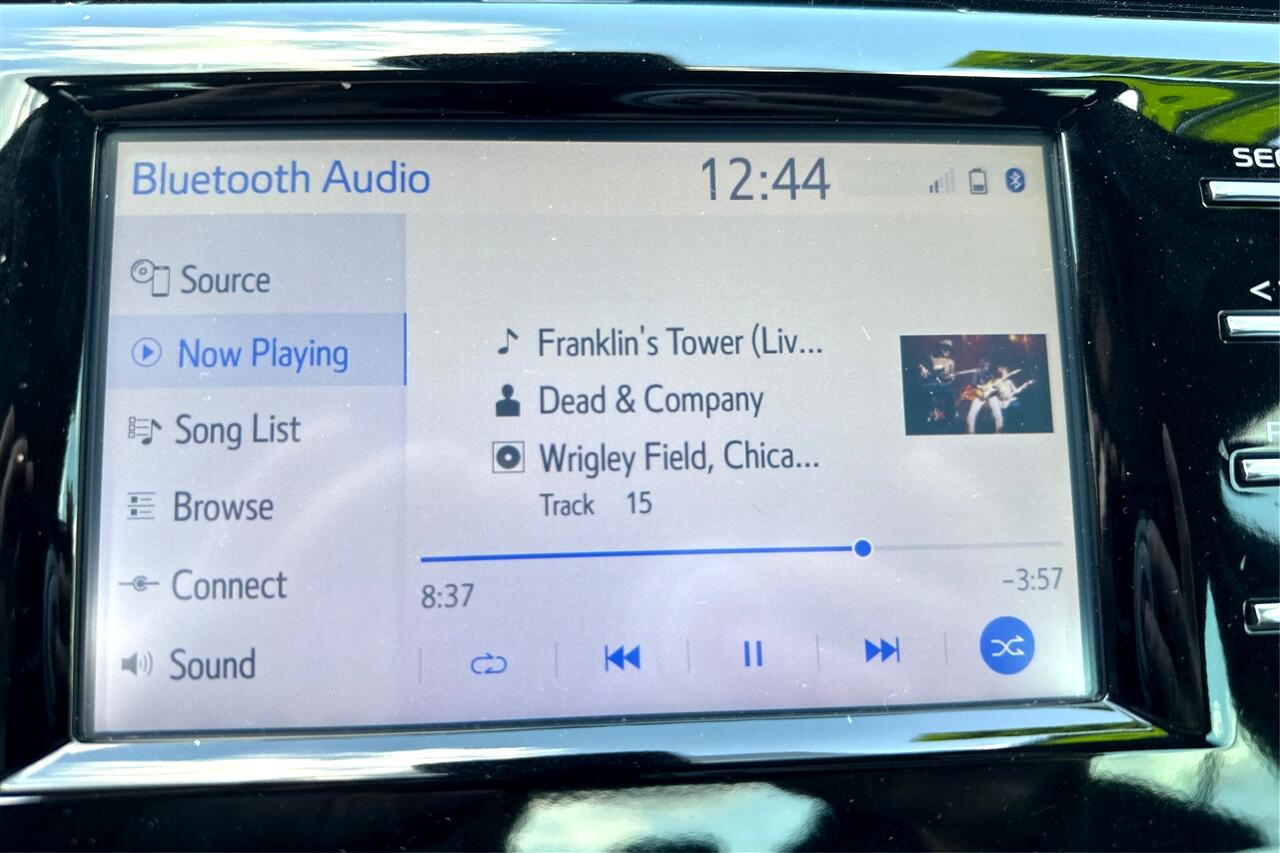 Bluetooth Audio
12:44
Source
Now Playing
Song List
Browse
Connect
Sound
Franklin's Tower (Liv...
Dead & Company
Wrigley Field, Chica...
Track 15
8:37
-3:57